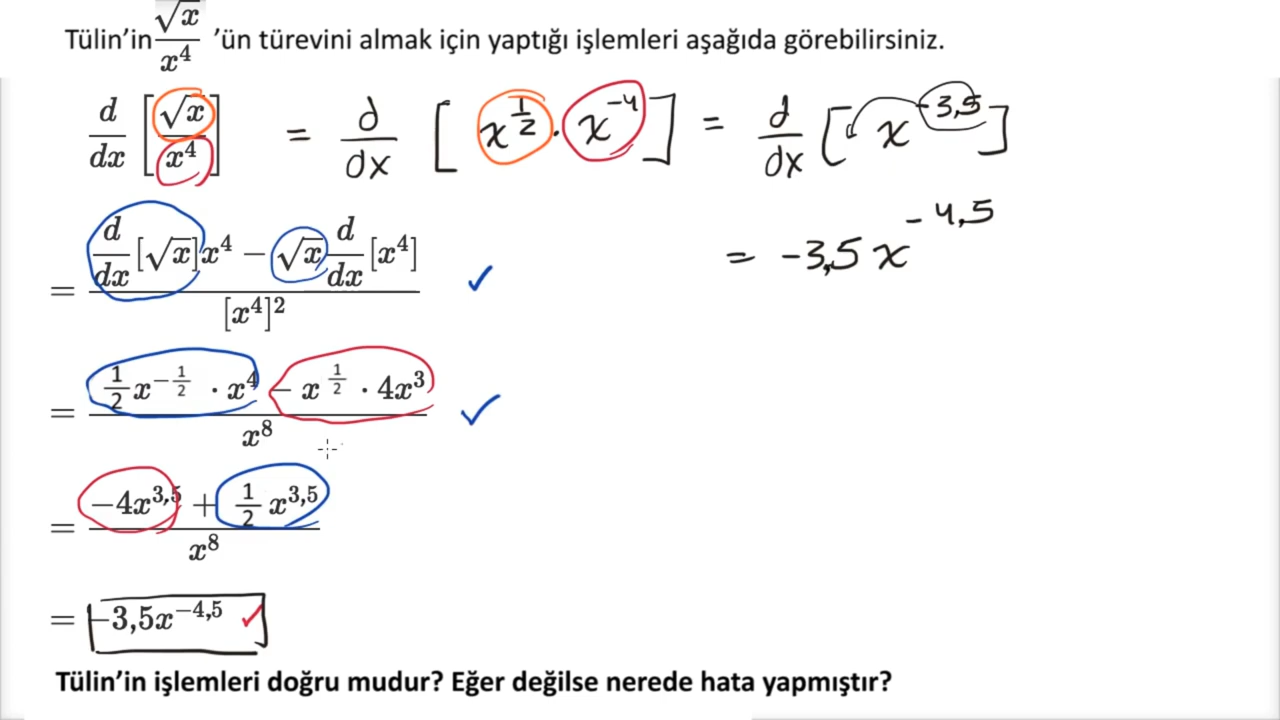 Tülin’in √x/x⁴ ’ün türevini almak için yaptığı işlemleri aşağıda görebilirsiniz.
d/dx [√x/x⁴] = d/dx [x^(1/2) · x^(-4)] = d/dx [x^(-3,5)]
= (d/dx[√x]x⁴ − √x d/dx[x⁴])/[x⁴]² ✓
= -3,5 x^(-4,5)
= (1/2 x^(−1/2) · x⁴ − x^(1/2) · 4x³)/x⁸ ✓
= (−4x^(3,5) + 1/2 x^(3,5))/x⁸
= −3,5x^(−4,5) ✓
Tülin’in işlemleri doğru mudur? Eğer değilse nerede hata yapmıştır?